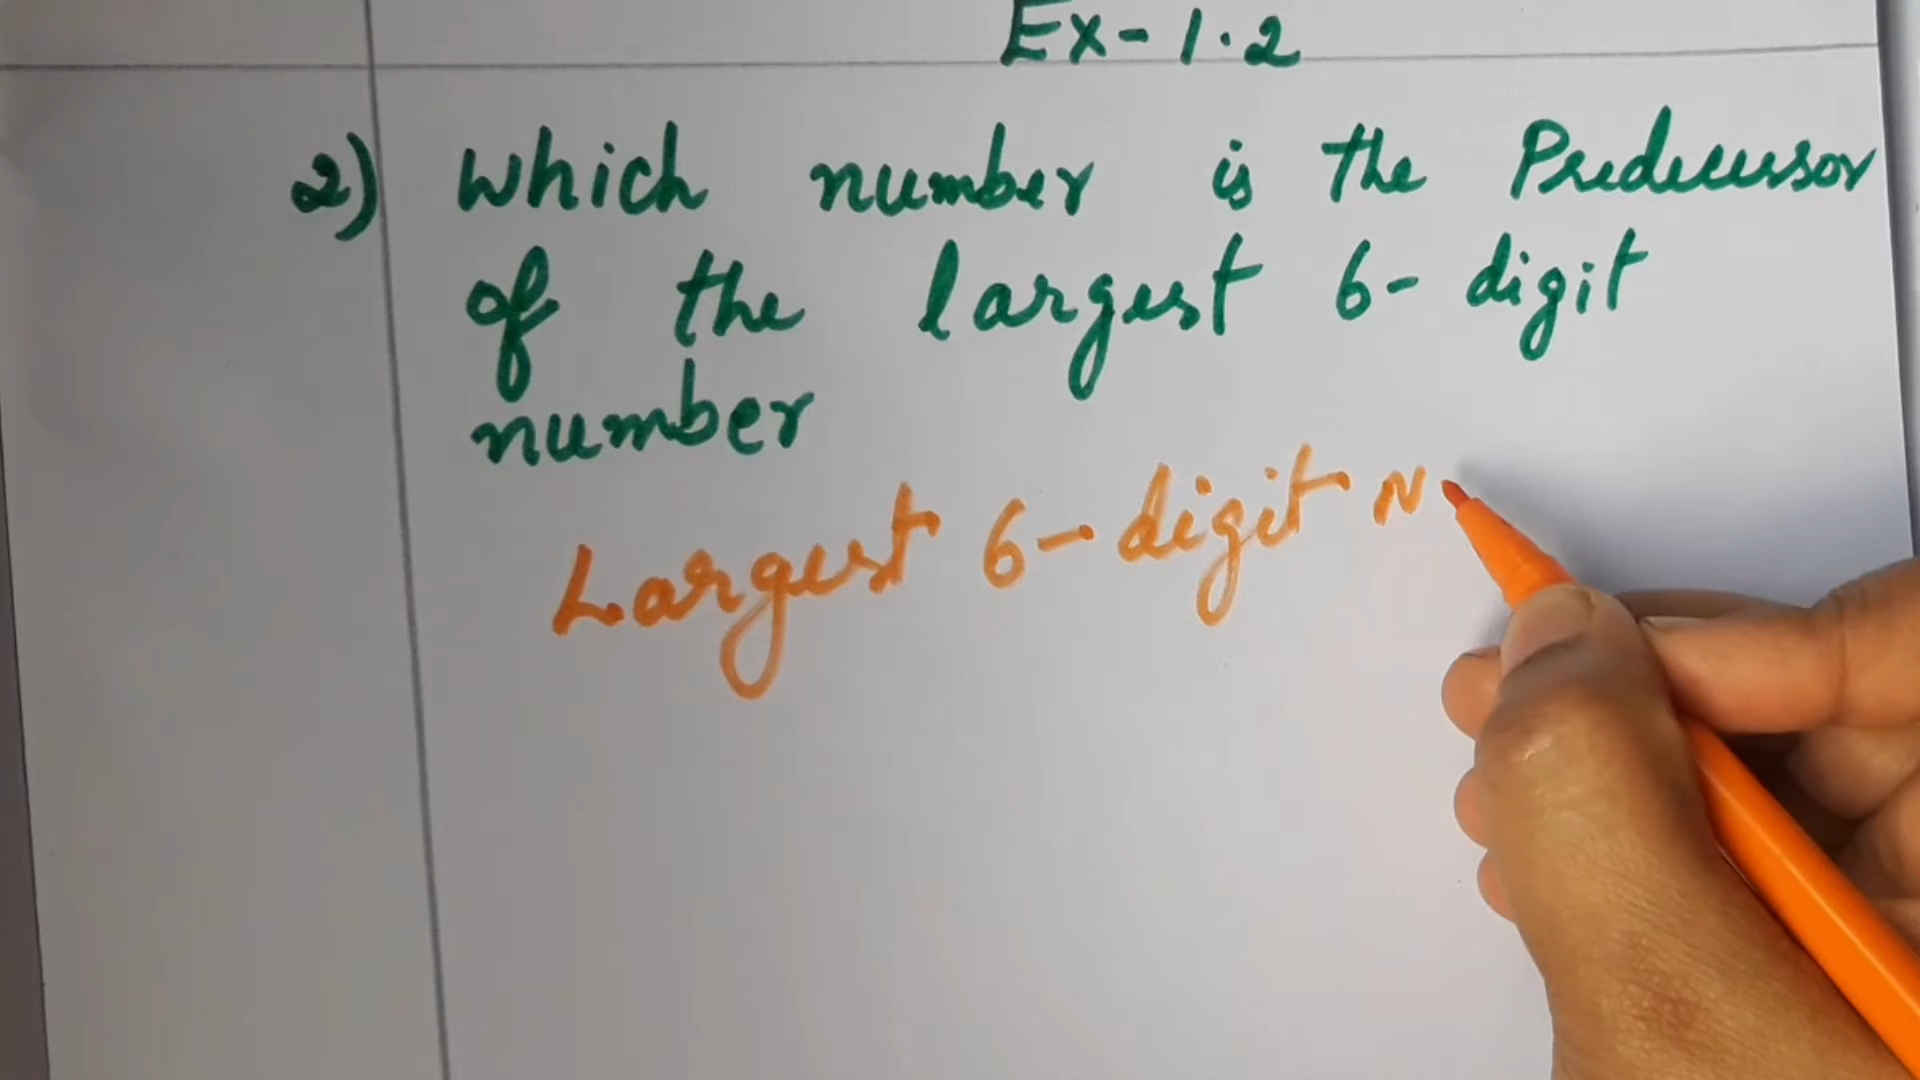 Ex-1.2
2) Which number is the Predecessor
of the largest 6-digit
number
Largest 6-digit N